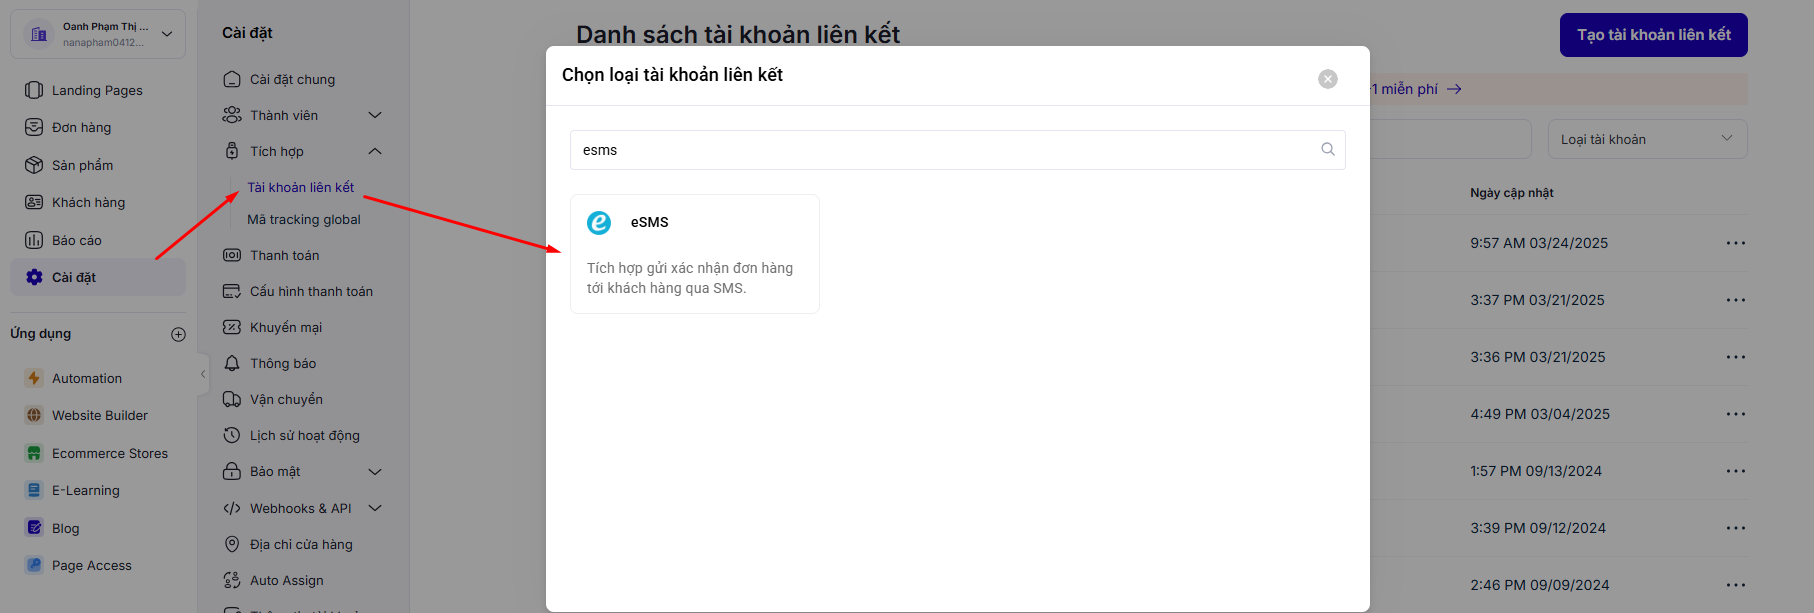 Oanh Phạm Thị ...
nanapham0412...
Landing Pages
Đơn hàng
Sản phẩm
Khách hàng
Báo cáo
Cài đặt
Ứng dụng
Automation
Website Builder
Ecommerce Stores
E-Learning
Blog
Page Access
Cài đặt
Cài đặt chung
Thành viên
Tích hợp
Tài khoản liên kết
Mã tracking global
Thanh toán
Cấu hình thanh toán
Khuyến mại
Thông báo
Vận chuyển
Lịch sử hoạt động
Bảo mật
Webhooks & API
Địa chỉ cửa hàng
Auto Assign
Danh sách tài khoản liên kết
Tạo tài khoản liên kết
1 miễn phí
Loại tài khoản
Ngày cập nhật
9:57 AM 03/24/2025
3:37 PM 03/21/2025
3:36 PM 03/21/2025
4:49 PM 03/04/2025
1:57 PM 09/13/2024
3:39 PM 09/12/2024
2:46 PM 09/09/2024
Chọn loại tài khoản liên kết
esms
eSMS
Tích hợp gửi xác nhận đơn hàng
tới khách hàng qua SMS.